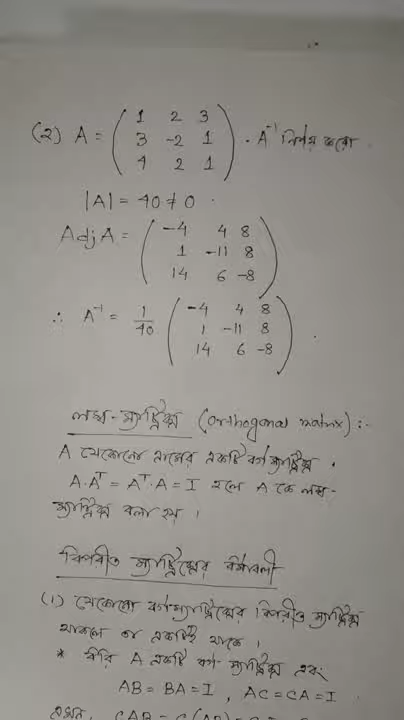 (২) A = ( 1 2 3
3 -2 1
4 2 1 ) . A⁻¹ নির্ণয় করো
|A| = 40 ≠ 0 .
Adj A = ( -4 4 8
1 -11 8
14 6 -8 )
∴ A⁻¹ = 1/40 ( -4 4 8
1 -11 8
14 6 -8 ) .
লম্ব-ম্যাট্রিক্স (Orthogonal matrix) :-
A যেকোনো মানের একটি বর্গম্যাট্রিক্স .
A.Aᵀ = Aᵀ.A = I হলে A কে লম্ব-
ম্যাট্রিক্স বলা হয় ।
বিপরীত ম্যাট্রিক্সের ধর্মাবলী
(১) যেকোনো বর্গম্যাট্রিক্সের বিপরীত ম্যাট্রিক্স
থাকলে তা একটিই থাকে ।
* যদি A একটি বর্গ-ম্যাট্রিক্স এবং
AB = BA = I , AC = CA = I